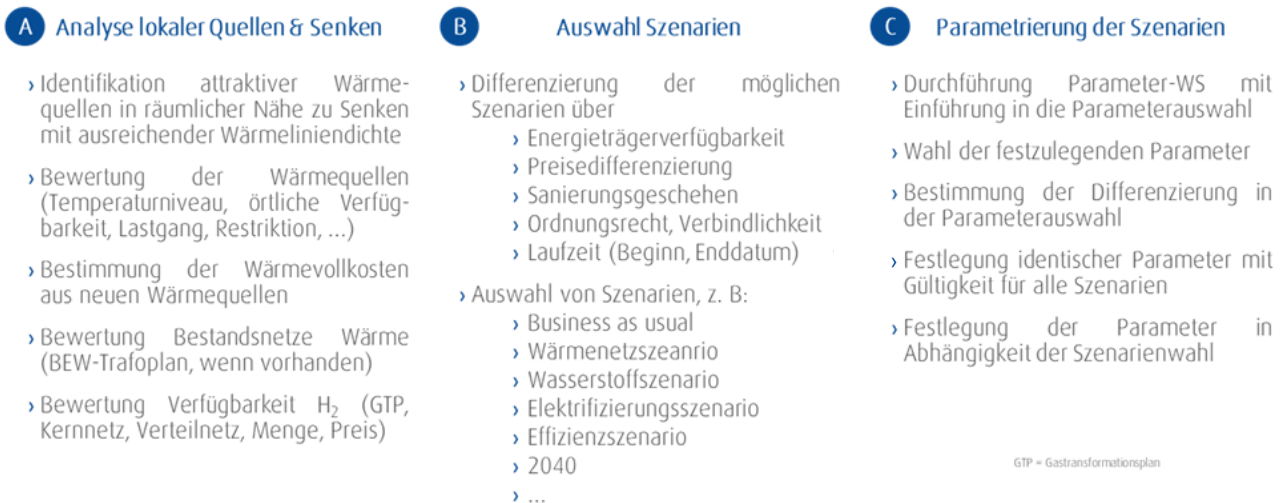 A Analyse lokaler Quellen & Senken
› Identifikation attraktiver Wärme-
quellen in räumlicher Nähe zu Senken
mit ausreichender Wärmeliniendichte
› Bewertung der Wärmequellen
(Temperaturniveau, örtliche Verfüg-
barkeit, Lastgang, Restriktion, ...)
› Bestimmung der Wärmevollkosten
aus neuen Wärmequellen
› Bewertung Bestandsnetze Wärme
(BEW-Trafoplan, wenn vorhanden)
› Bewertung Verfügbarkeit H₂ (GTP,
Kernnetz, Verteilnetz, Menge, Preis)
B Auswahl Szenarien
› Differenzierung der möglichen
Szenarien über
› Energieträgerverfügbarkeit
› Preisedifferenzierung
› Sanierungsgeschehen
› Ordnungsrecht, Verbindlichkeit
› Laufzeit (Beginn, Enddatum)
› Auswahl von Szenarien, z. B:
› Business as usual
› Wärmenetzszeanrio
› Wasserstoffszenario
› Elektrifizierungsszenario
› Effizienzszenario
› 2040
› ...
C Parametrierung der Szenarien
› Durchführung Parameter-WS mit
Einführung in die Parameterauswahl
› Wahl der festzulegenden Parameter
› Bestimmung der Differenzierung in
der Parameterauswahl
› Festlegung identischer Parameter mit
Gültigkeit für alle Szenarien
› Festlegung der Parameter in
Abhängigkeit der Szenarienwahl
GTP = Gastransformationsplan